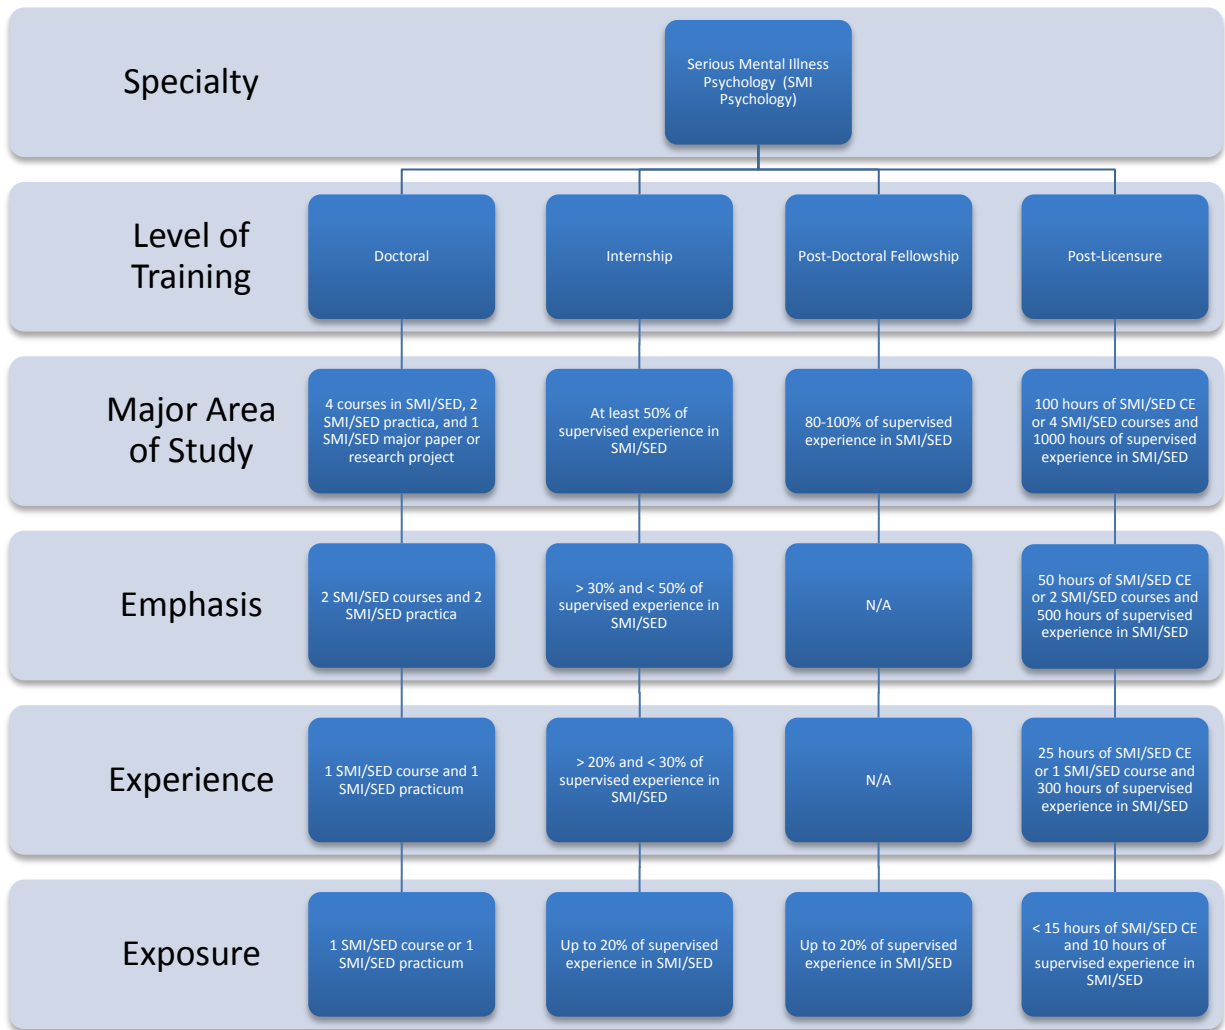 Specialty
Serious Mental Illness
Psychology  (SMI
Psychology)
Level of
Training
Doctoral
Internship
Post-Doctoral Fellowship
Post-Licensure
Major Area
of Study
4 courses in SMI/SED, 2
SMI/SED practica, and 1
SMI/SED major paper or
research project
At least 50% of
supervised experience in
SMI/SED
80-100% of supervised
experience in SMI/SED
100 hours of SMI/SED CE
or 4 SMI/SED courses and
1000 hours of supervised
experience in SMI/SED
Emphasis
2 SMI/SED courses and 2
SMI/SED practica
> 30% and < 50% of
supervised experience in
SMI/SED
N/A
50 hours of SMI/SED CE
or 2 SMI/SED courses and
500 hours of supervised
experience in SMI/SED
Experience
1 SMI/SED course and 1
SMI/SED practicum
> 20% and < 30% of
supervised experience in
SMI/SED
N/A
25 hours of SMI/SED CE
or 1 SMI/SED course and
300 hours of supervised
experience in SMI/SED
Exposure
1 SMI/SED course or 1
SMI/SED practicum
Up to 20% of supervised
experience in SMI/SED
Up to 20% of supervised
experience in SMI/SED
< 15 hours of SMI/SED CE
and 10 hours of
supervised experience in
SMI/SED